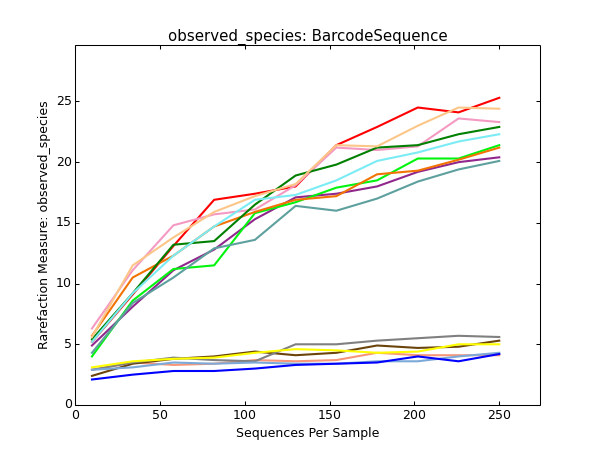 observed_species: BarcodeSequence
Rarefaction Measure: observed_species
25
20
15
10
5
0
0 50 100 150 200 250
Sequences Per Sample